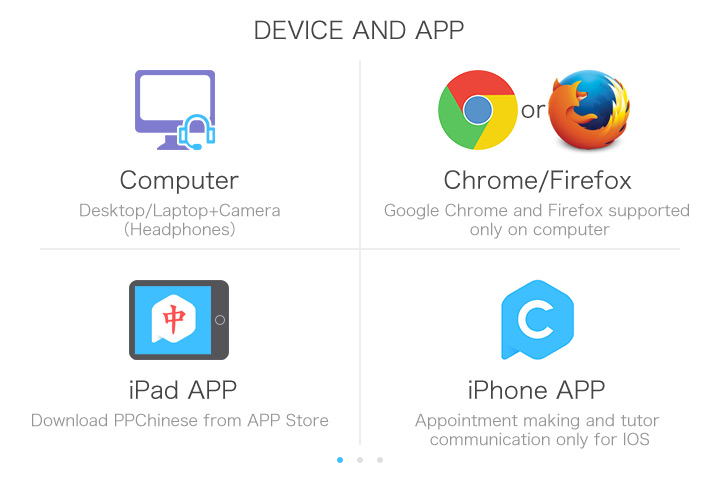 DEVICE AND APP
or
Computer
Chrome/Firefox
Desktop/Laptop+Camera
(Headphones)
Google Chrome and Firefox supported
only on computer
中
C
iPad APP
iPhone APP
Download PPChinese from APP Store
Appointment making and tutor
communication only for IOS